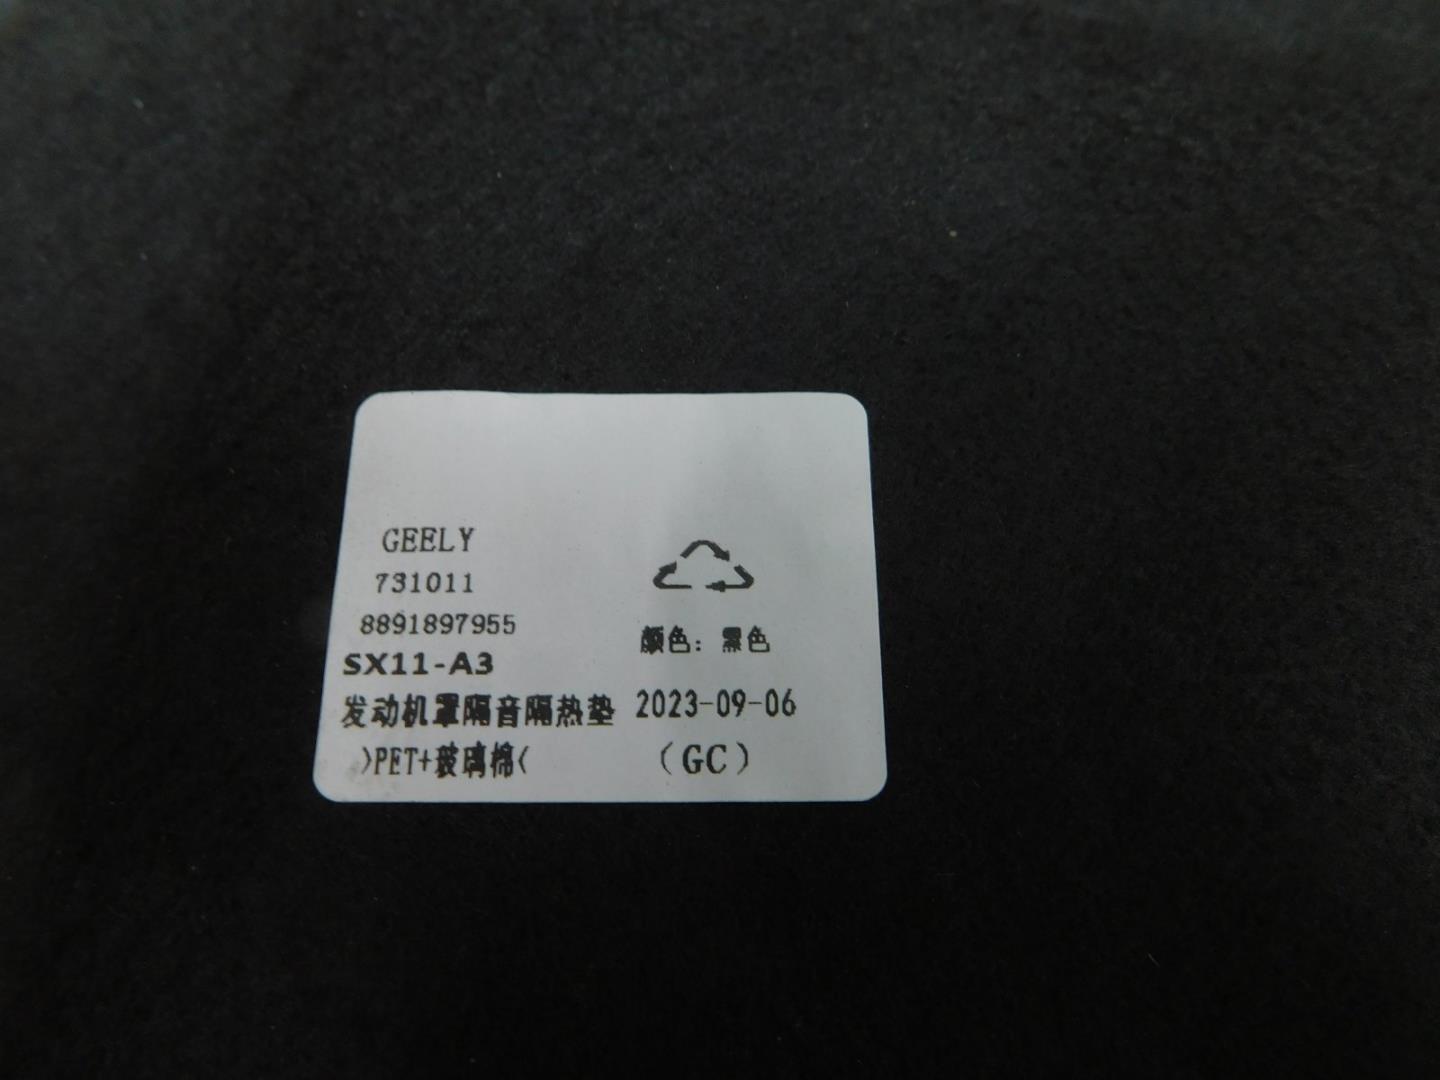 GEELY
731011
8891897955
SX11-A3
发动机罩隔音隔热垫
>PET+玻璃棉<
颜色：黑色
2023-09-06
（GC）